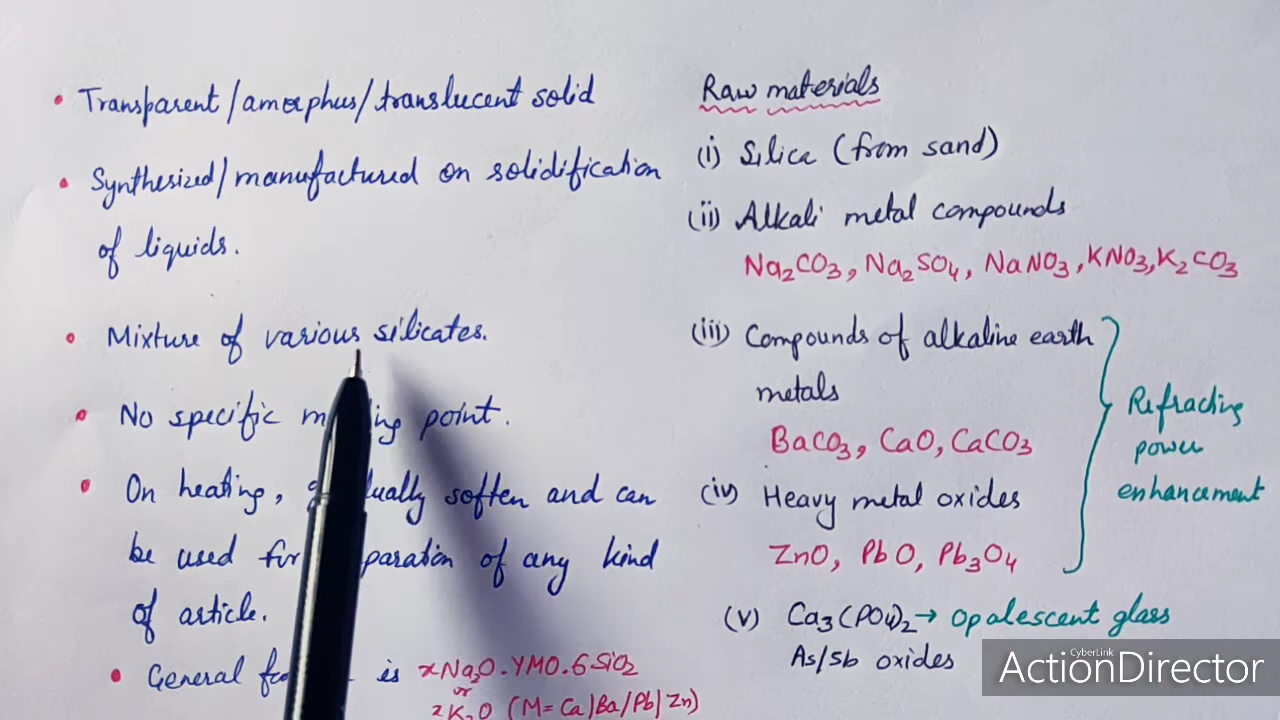 • Transparent/amorphus/translucent solid
• Synthesized/manufactured on solidification
of liquids.
• Mixture of various silicates.
• No specific point.
• On heating, soften and can
be used of any kind
of article.
• General is xNa2O.YMO.6SiO2
or
zK2O (M=Ca/Ba/Pb/Zn)
Raw materials
(i) Silica (from sand)
(ii) Alkali metal compounds
Na2CO3, Na2SO4, NaNO3, KNO3, K2CO3
(iii) Compounds of alkaline earth
metals
BaCO3, CaO, CaCO3
(iv) Heavy metal oxides
ZnO, PbO, Pb3O4
Refracting
power
enhancement
(v) Ca3(PO4)2 → Opalescent glass
As/Sb oxides
CyberLink
ActionDirector